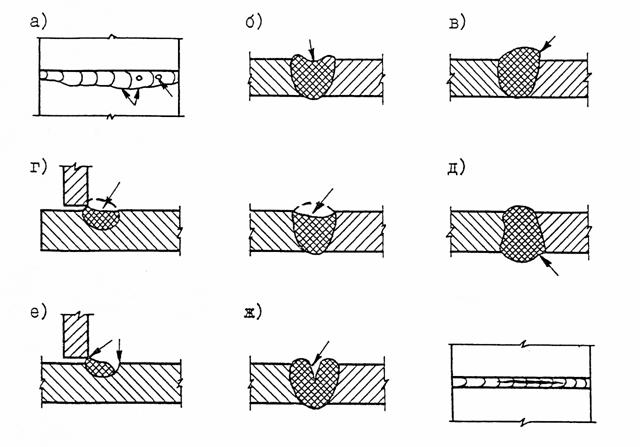 а) б) в)
г) д)
е) ж)